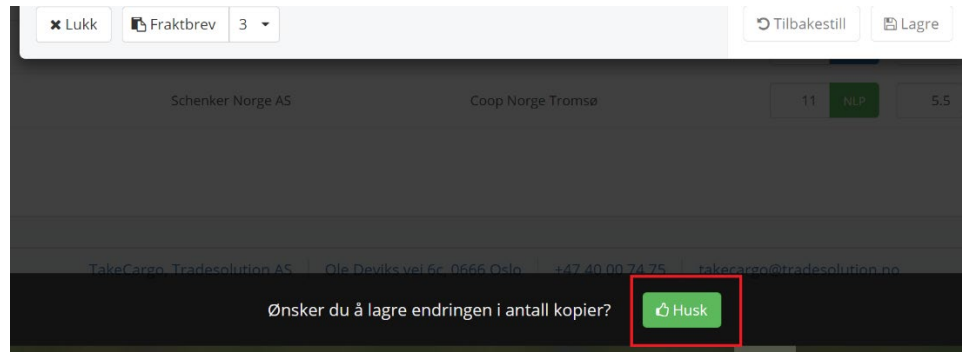 Lukk Fraktbrev 3 Tilbakestill Lagre
Schenker Norge AS Coop Norge Tromsø 11 NLP 5.5
TakeCargo, Tradesolution AS Ole Deviks vei 6c, 0666 Oslo +47 40 00 74 75 takecargo@tradesolution.no
Ønsker du å lagre endringen i antall kopier? Husk